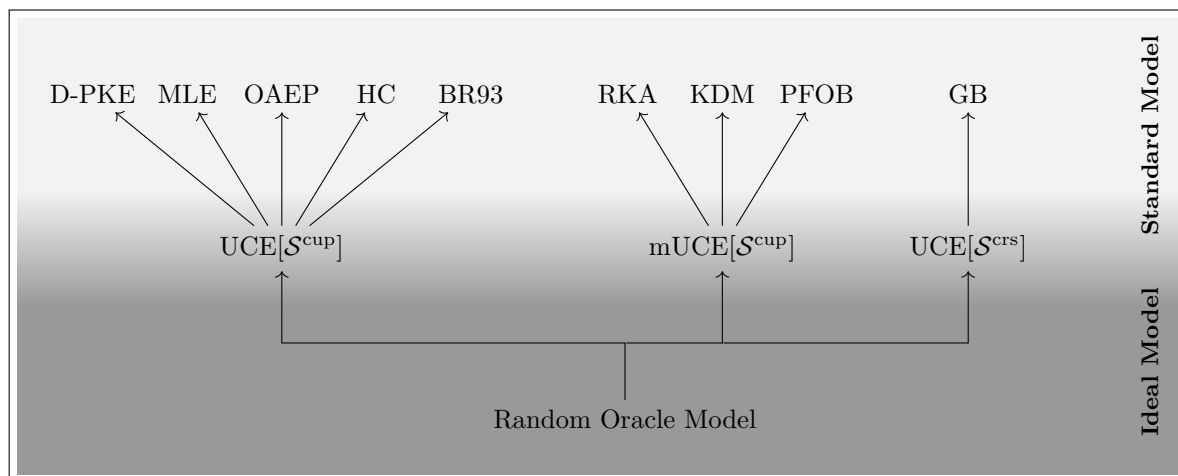 D-PKE MLE OAEP HC BR93 RKA KDM PFOB GB
UCE[𝒮^cup] mUCE[𝒮^cup] UCE[𝒮^crs]
Random Oracle Model
Standard Model
Ideal Model